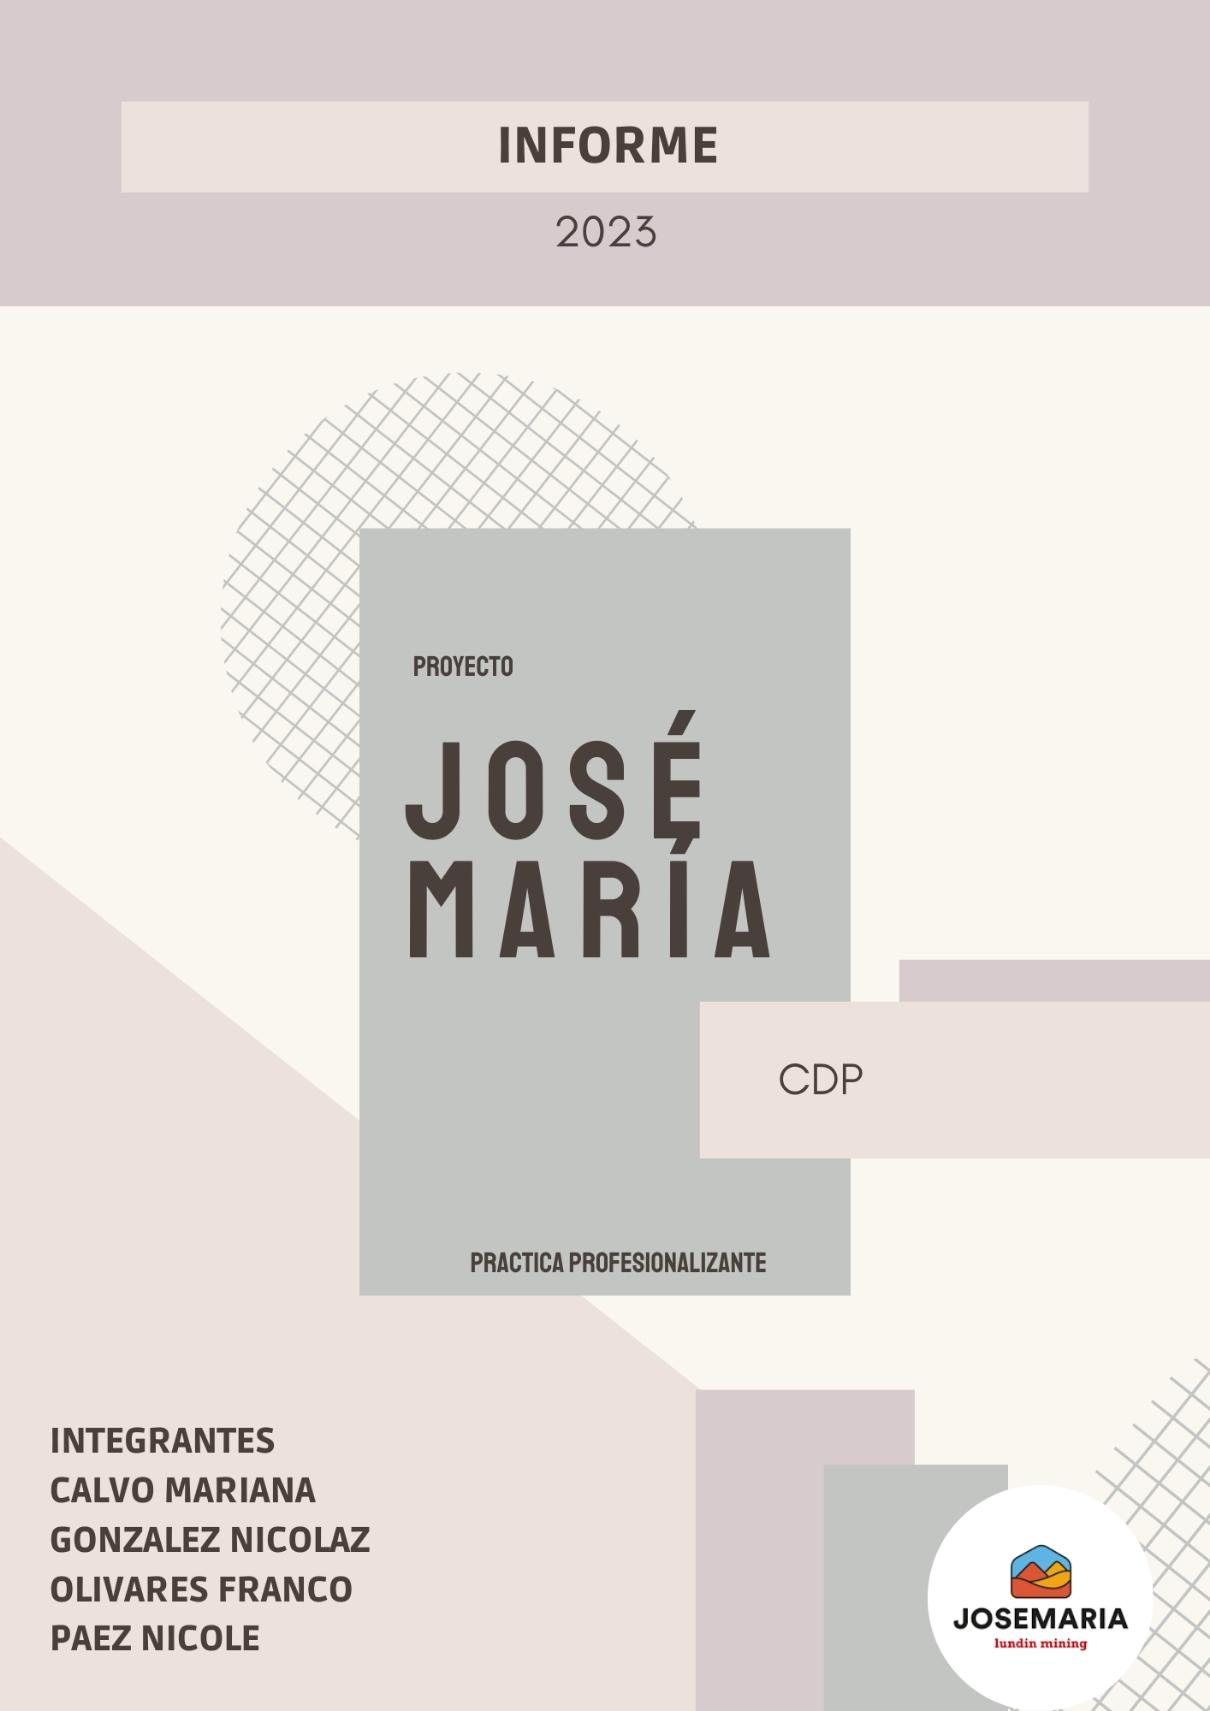 INFORME
2023
PROYECTO
JOSÉ
MARÍA
CDP
PRACTICA PROFESIONALIZANTE
INTEGRANTES
CALVO MARIANA
GONZALEZ NICOLAZ
OLIVARES FRANCO
PAEZ NICOLE
JOSEMARIA
lundin mining